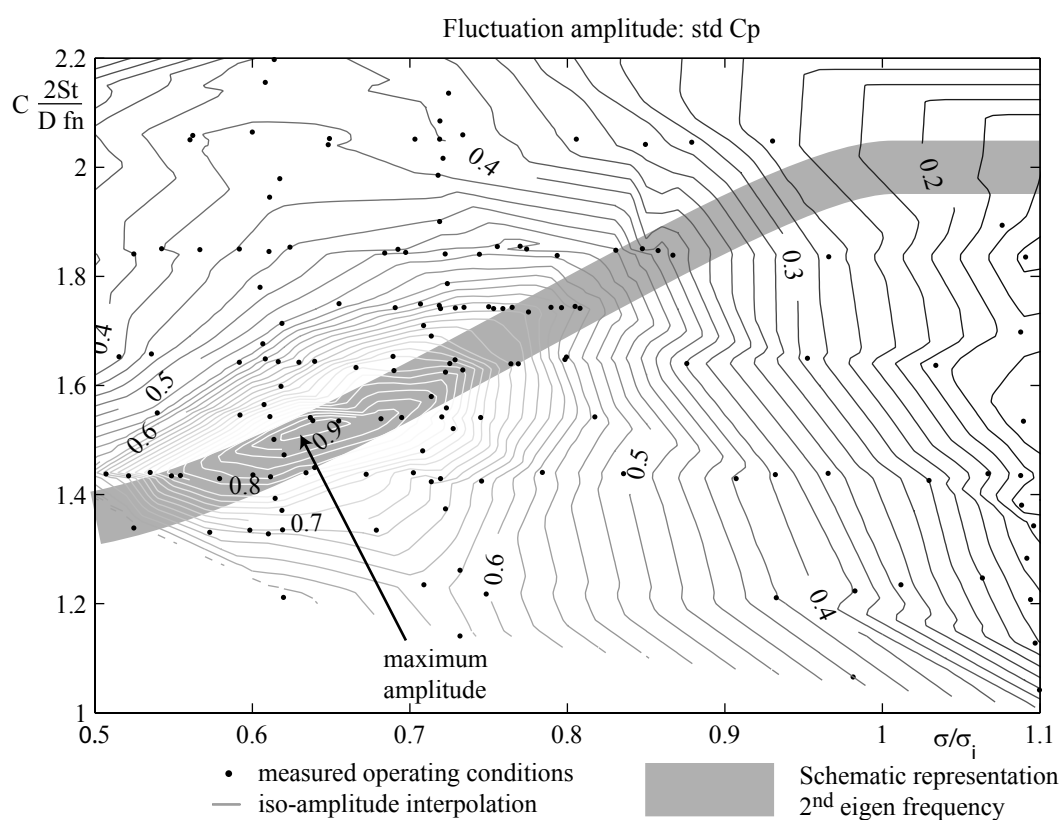 Fluctuation amplitude: std Cp
2.2
C 2St
D fn
2
1.8
1.6
1.4
1.2
1
0.4
0.2
0.3
0.4
0.5
0.6
0.9
0.8
0.7
0.5
0.6
0.4
maximum
amplitude
0.5 0.6 0.7 0.8 0.9 1 σ/σi 1.1
measured operating conditions
iso-amplitude interpolation
Schematic representation
2nd eigen frequency